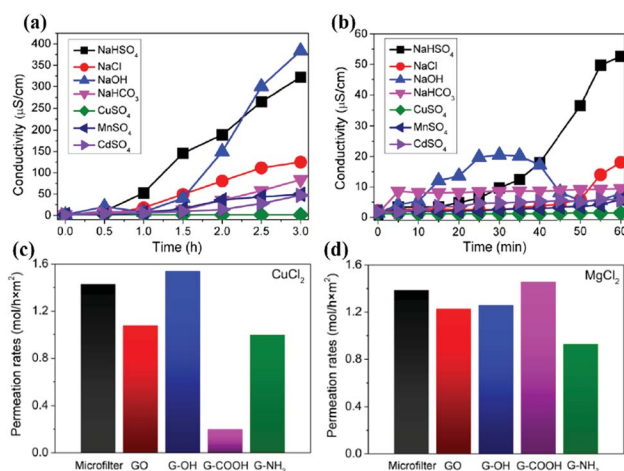 (a)
Conductivity (μS/cm)
400
350
300
250
200
150
100
50
0
NaHSO₄
NaCl
NaOH
NaHCO₃
CuSO₄
MnSO₄
CdSO₄
0.0 0.5 1.0 1.5 2.0 2.5 3.0
Time (h)
(b)
Conductivity (μS/cm)
60
50
40
30
20
10
0
NaHSO₄
NaCl
NaOH
NaHCO₃
CuSO₄
MnSO₄
CdSO₄
0 10 20 30 40 50 60
Time (min)
(c)
CuCl₂
Permeation rates (mol/h×m²)
1.6
1.2
0.8
0.4
0.0
Microfilter GO G-OH G-COOH G-NH₂
(d)
MgCl₂
Permeation rates (mol/h×m²)
1.6
1.2
0.8
0.4
0.0
Microfilter GO G-OH G-COOH G-NH₂